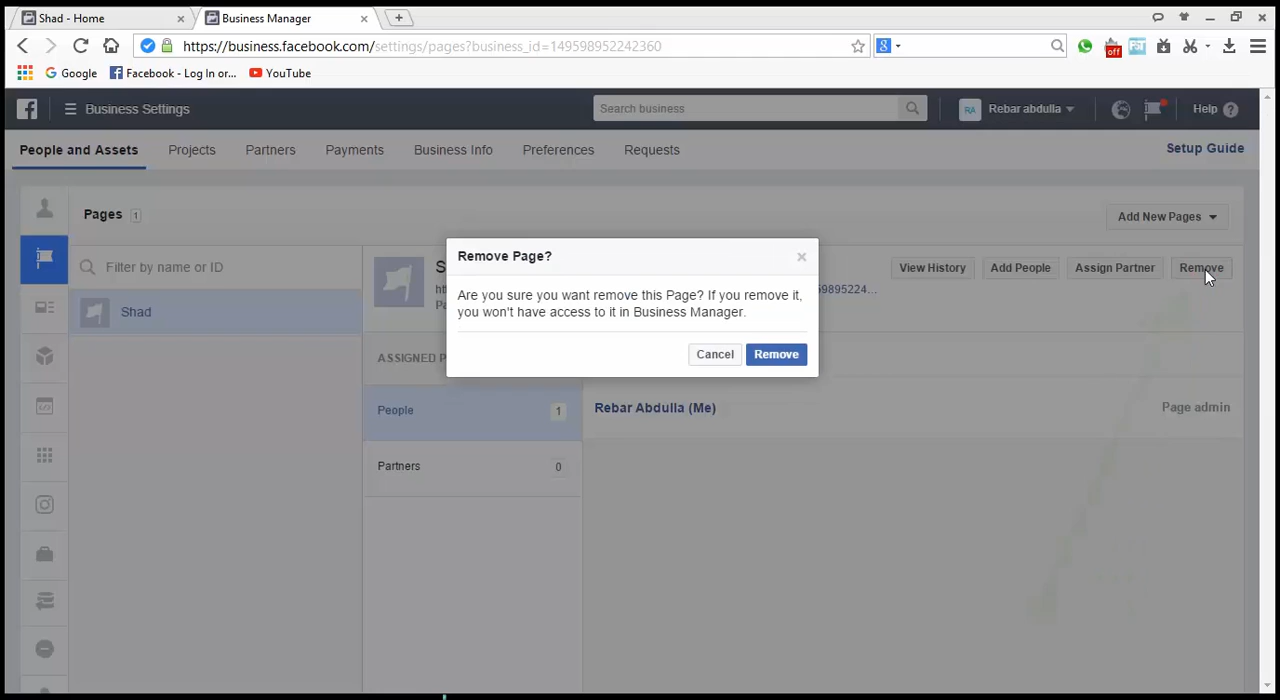 Shad - Home
Business Manager
https://business.facebook.com/settings/pages?business_id=149598952242360
off
Google
Facebook - Log In or...
YouTube
Business Settings
Search business
RA
Rebar abdulla
Help
People and Assets
Projects
Partners
Payments
Business Info
Preferences
Requests
Setup Guide
Pages 1
Add New Pages
Filter by name or ID
Shad
View History
Add People
Assign Partner
Remove
59895224...
Remove Page?
Are you sure you want remove this Page? If you remove it,
you won't have access to it in Business Manager.
Cancel
Remove
ASSIGNED P
People 1
Partners 0
Rebar Abdulla (Me)
Page admin